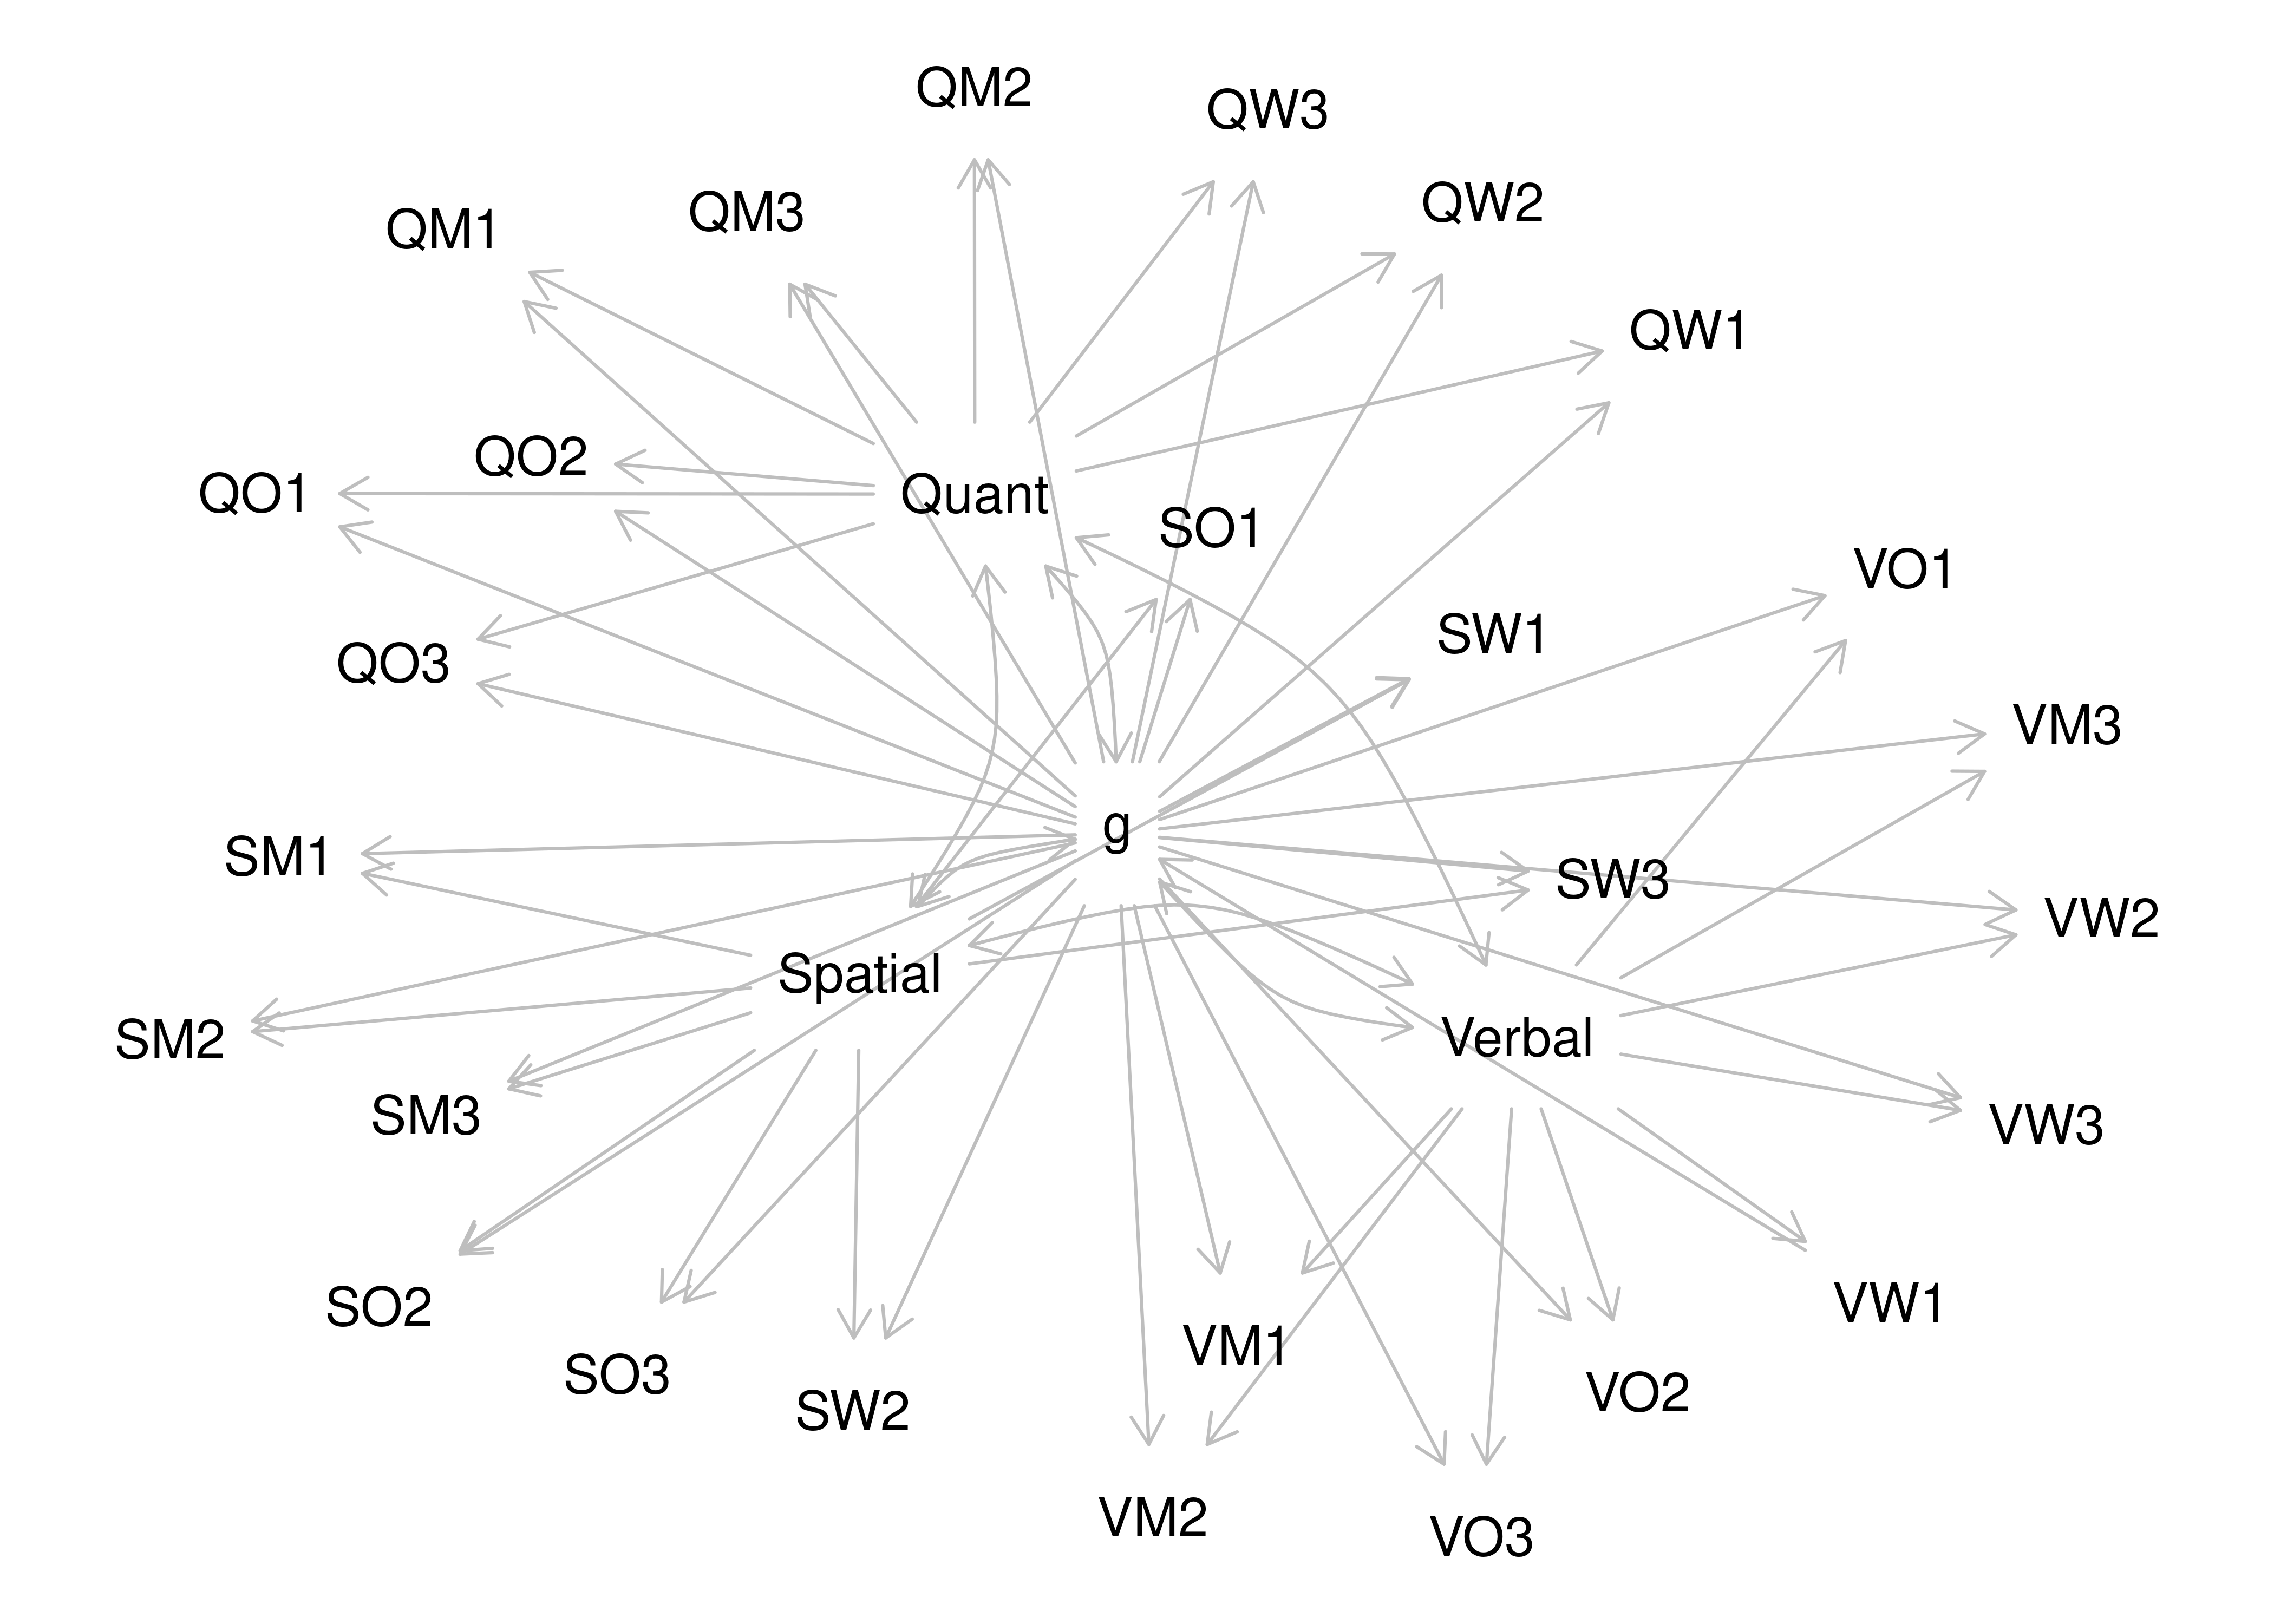 QM2
QW3
QW2
QM3
QM1
QW1
QO2
QO1
Quant
SO1
VO1
SW1
QO3
VM3
g
SM1
SW3
VW2
Spatial
SM2
Verbal
SM3
VW3
SO2
VW1
VM1
SO3
VO2
SW2
VM2
VO3